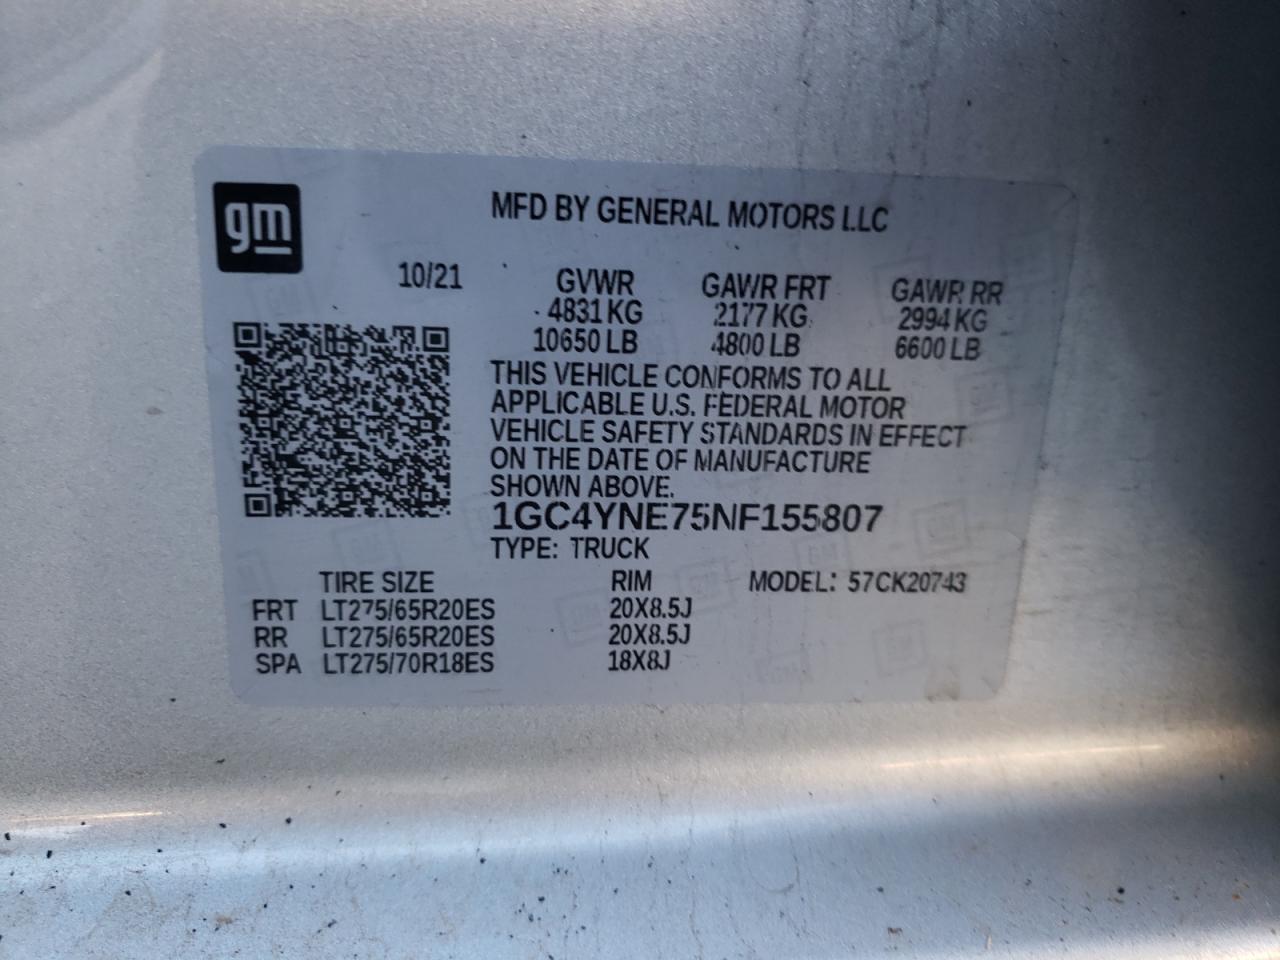 gm
MFD BY GENERAL MOTORS LLC
10/21 GVWR GAWR FRT GAWR RR
4831 KG 2177 KG 2994 KG
10650 LB 4800 LB 6600 LB
THIS VEHICLE CONFORMS TO ALL
APPLICABLE U.S. FEDERAL MOTOR
VEHICLE SAFETY STANDARDS IN EFFECT
ON THE DATE OF MANUFACTURE
SHOWN ABOVE.
1GC4YNE75NF155807
TYPE: TRUCK
TIRE SIZE RIM MODEL: 57CK20743
FRT LT275/65R20ES 20X8.5J
RR LT275/65R20ES 20X8.5J
SPA LT275/70R18ES 18X8J